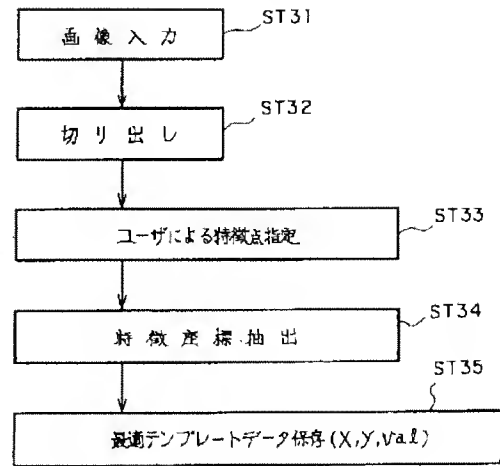 ST31
画像入力
ST32
切り出し
ST33
ユーザによる特徴点指定
ST34
特徴座標抽出
ST35
最適テンプレートデータ保存(X,Y,Val)